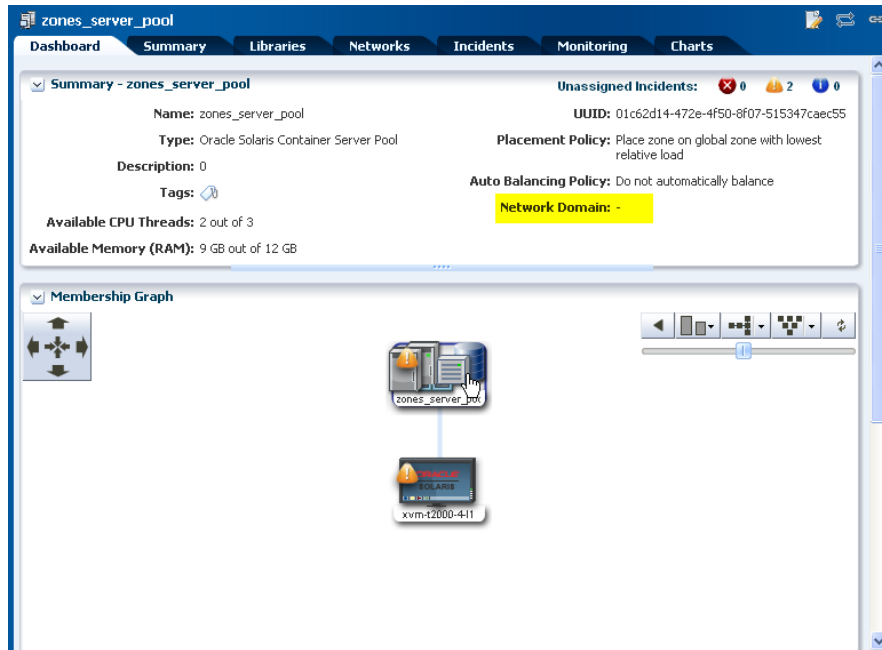 zones_server_pool
Dashboard Summary Libraries Networks Incidents Monitoring Charts
Summary - zones_server_pool
Unassigned Incidents: 0 2 0
Name: zones_server_pool
UUID: 01c62d14-472e-4f50-8f07-515347caec55
Type: Oracle Solaris Container Server Pool
Placement Policy: Place zone on global zone with lowest
relative load
Description: 0
Auto Balancing Policy: Do not automatically balance
Tags:
Network Domain: -
Available CPU Threads: 2 out of 3
Available Memory (RAM): 9 GB out of 12 GB
Membership Graph
zones_server_poo
ORACLE
SOLARIS
xvm-t2000-4-l1